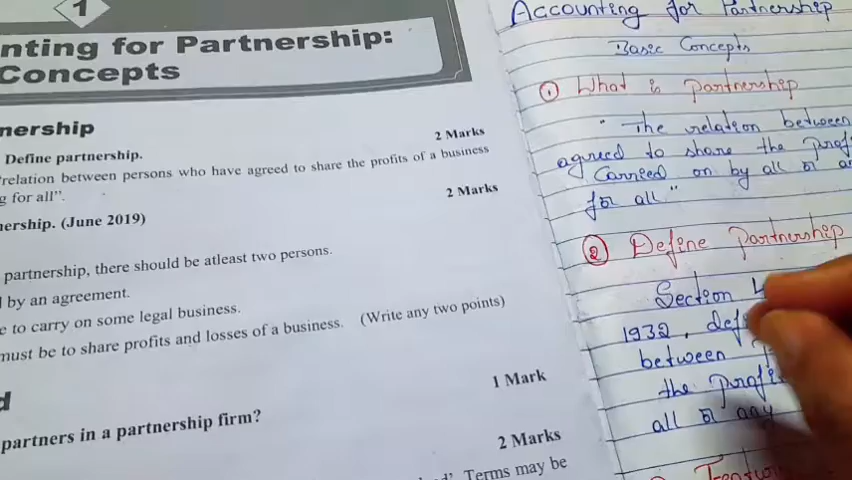 1
nting for Partnership:
Concepts
nership
2 Marks
Define partnership.
"relation between persons who have agreed to share the profits of a business
g for all".
2 Marks
nership. (June 2019)
partnership, there should be atleast two persons.
by an agreement.
e to carry on some legal business.
must be to share profits and losses of a business. (Write any two points)
d
1 Mark
partners in a partnership firm?
2 Marks
Terms may be
Accounting for Partnership
Basic Concepts
① What is partnership
" The relation between
agreed to share the
Carried on by all or
for all "
② Define Partnership
Section
1932,
between
the
all or any